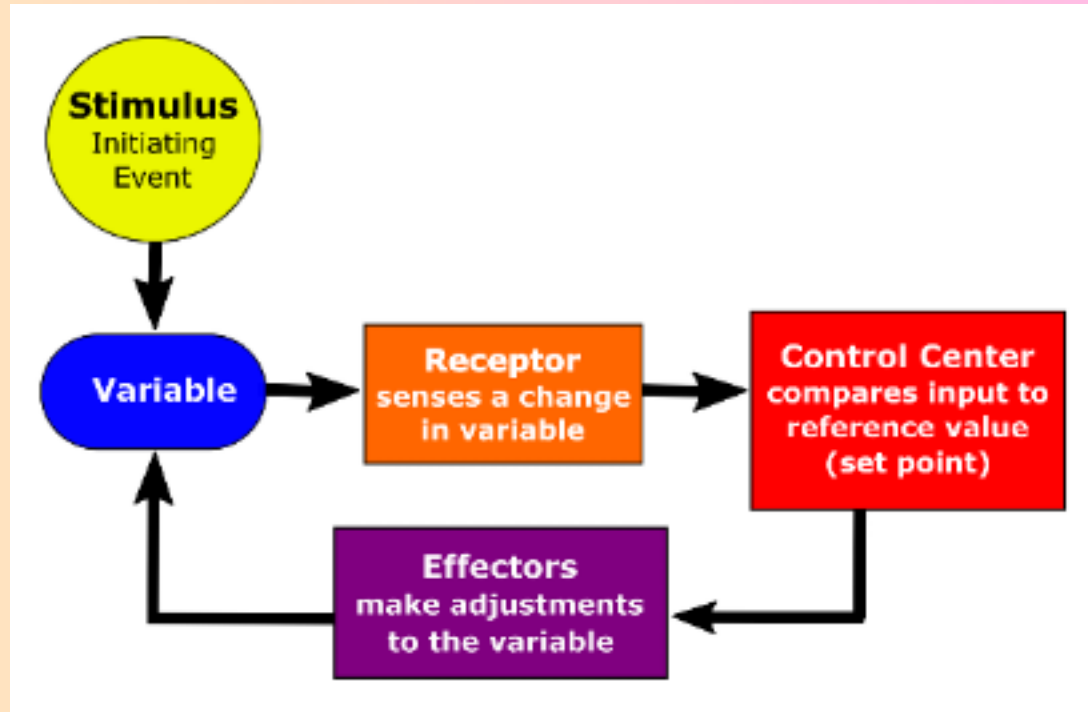 Stimulus
Initiating
Event
Variable
Receptor
senses a change
in variable
Control Center
compares input to
reference value
(set point)
Effectors
make adjustments
to the variable